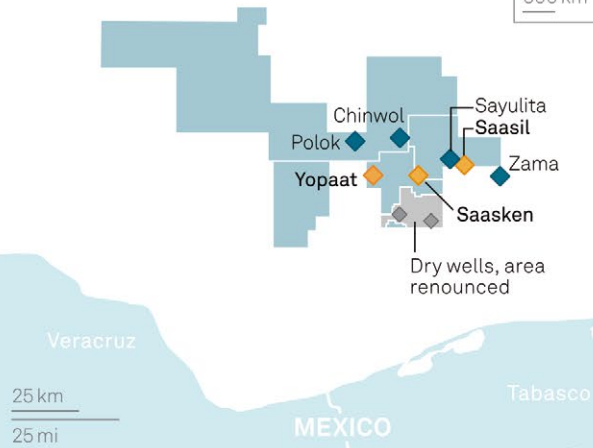 Chinwol
Polok
Sayulita
Saasil
Zama
Yopaat
Saasken
Dry wells, area
renounced
Veracruz
25 km
25 mi
MEXICO
Tabasco